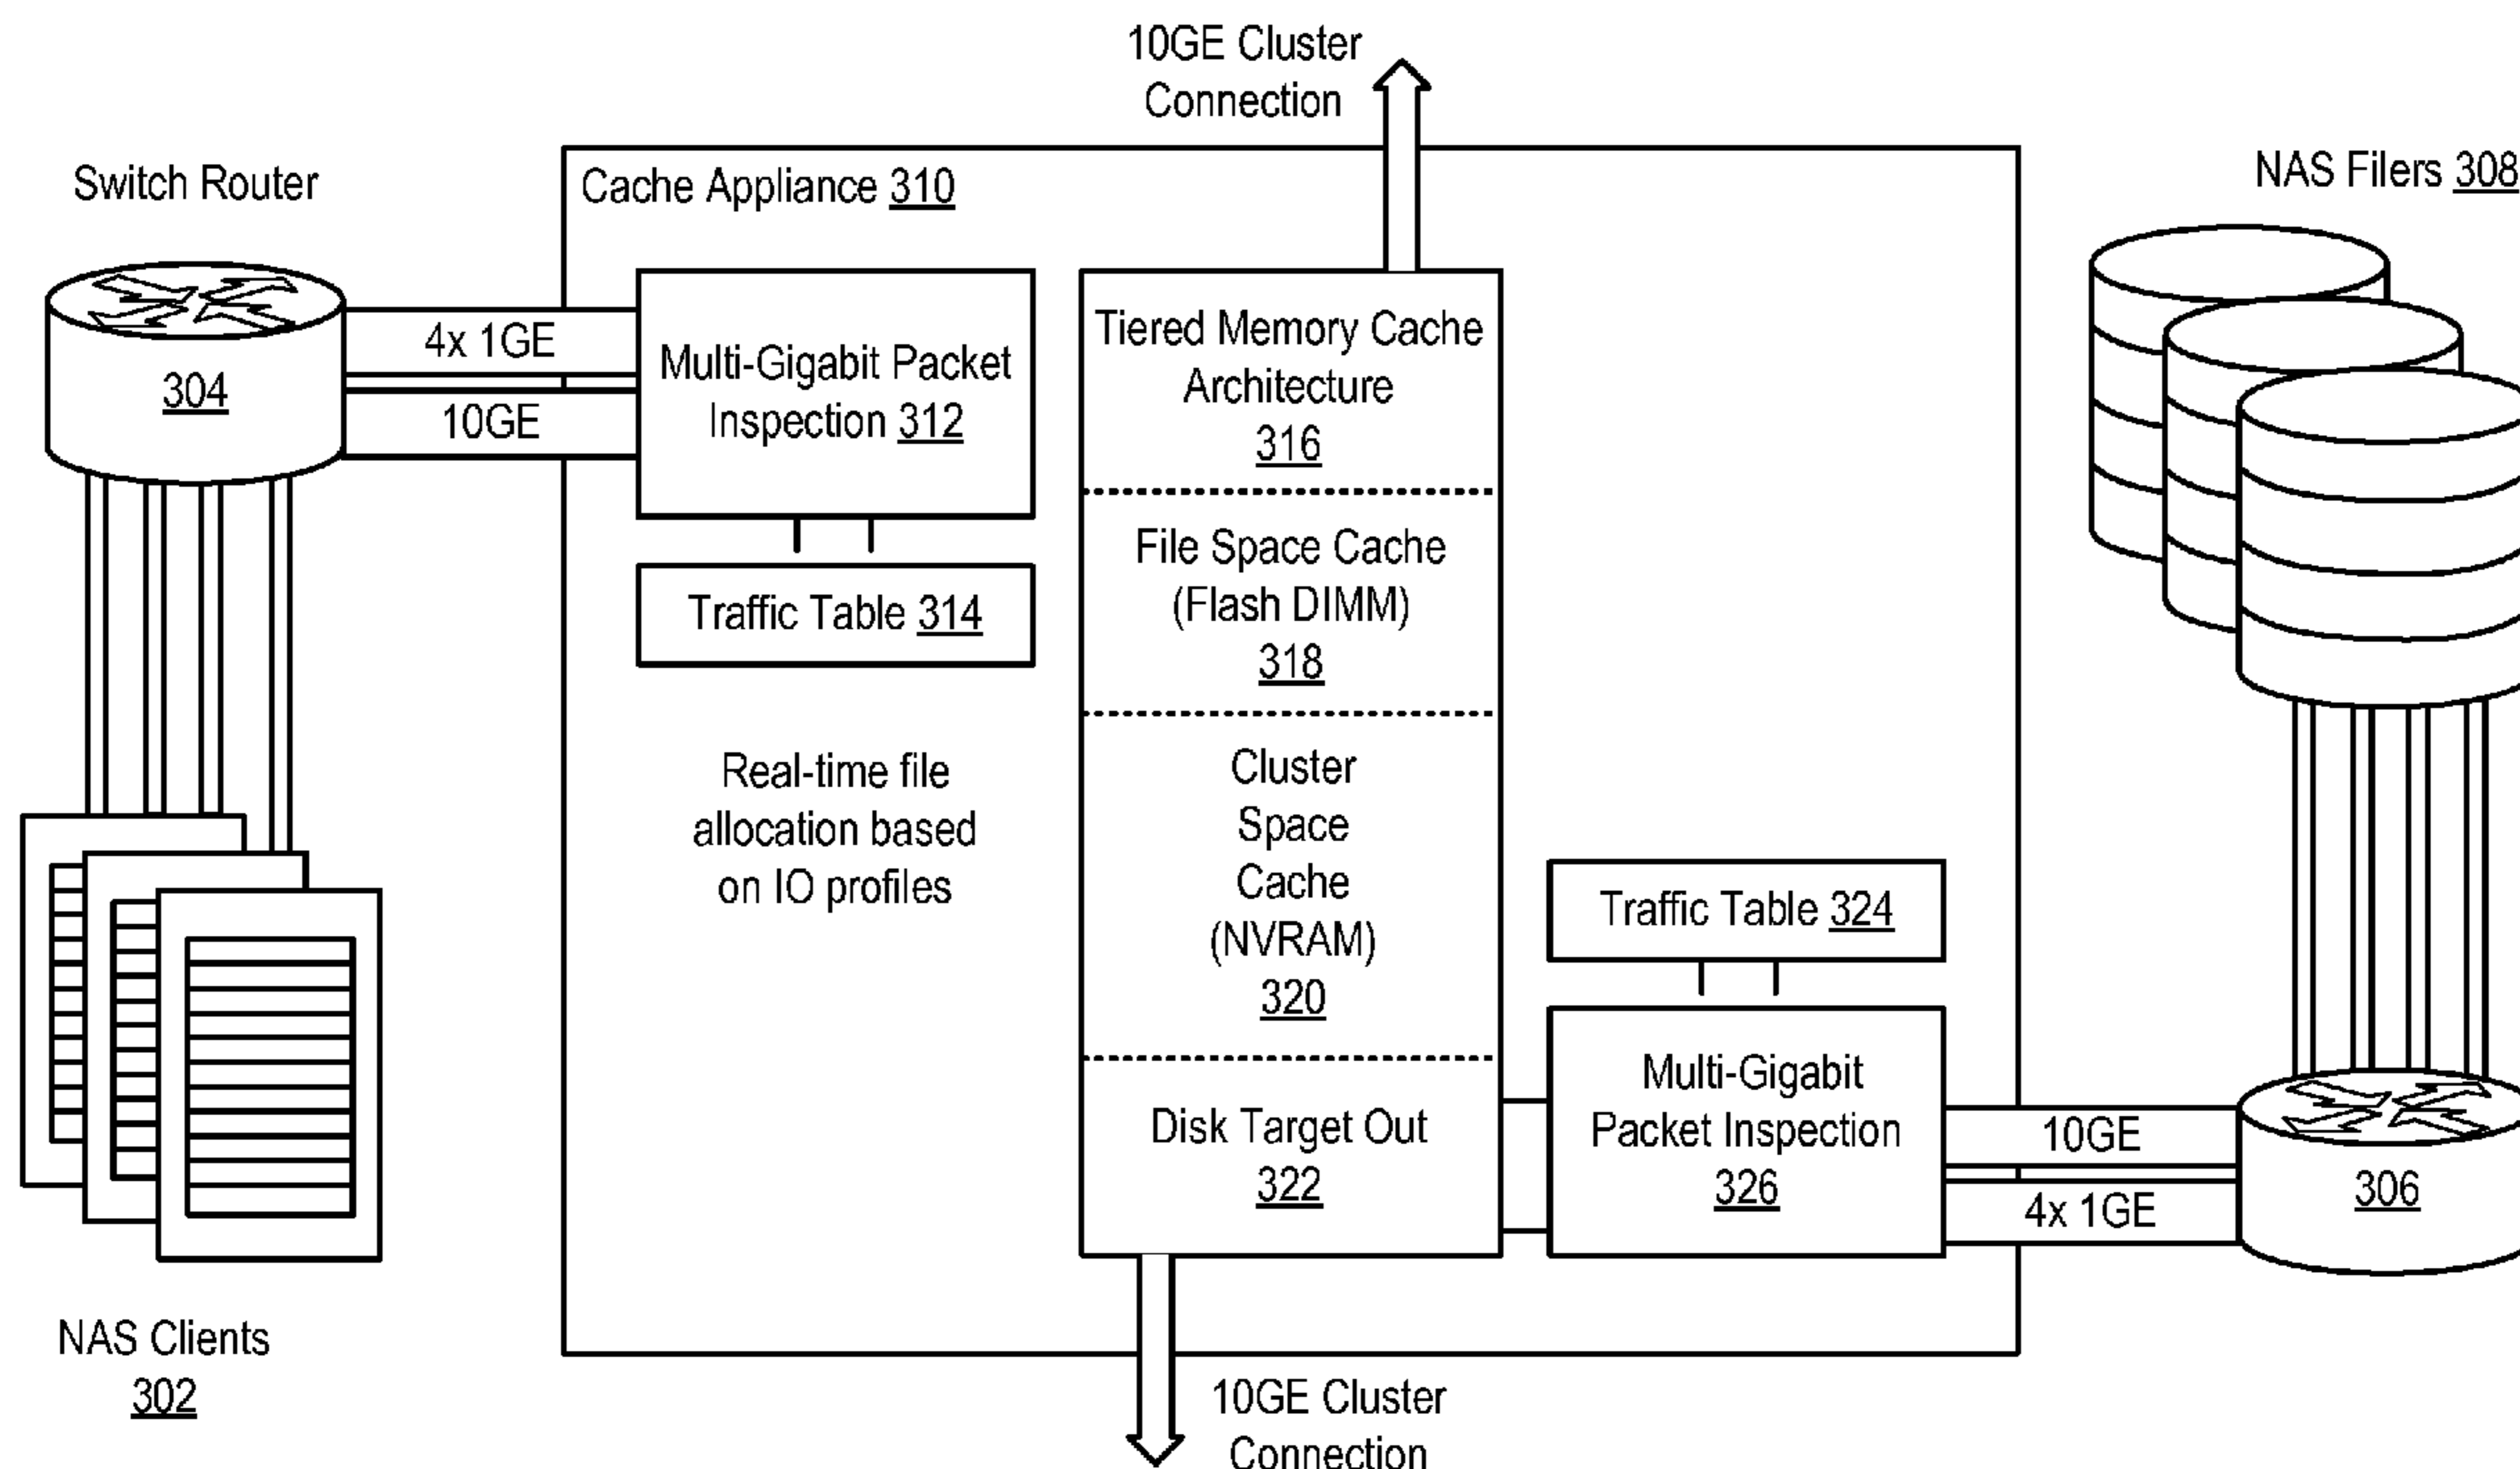 10GE Cluster
Connection
Switch Router
Cache Appliance 310
NAS Filers 308
304
4x 1GE
10GE
Multi-Gigabit Packet
Inspection 312
Traffic Table 314
Real-time file
allocation based
on IO profiles
Tiered Memory Cache
Architecture
316
File Space Cache
(Flash DIMM)
318
Cluster
Space
Cache
(NVRAM)
320
Disk Target Out
322
Traffic Table 324
Multi-Gigabit
Packet Inspection
326
10GE
4x 1GE
306
NAS Clients
302
10GE Cluster
Connection